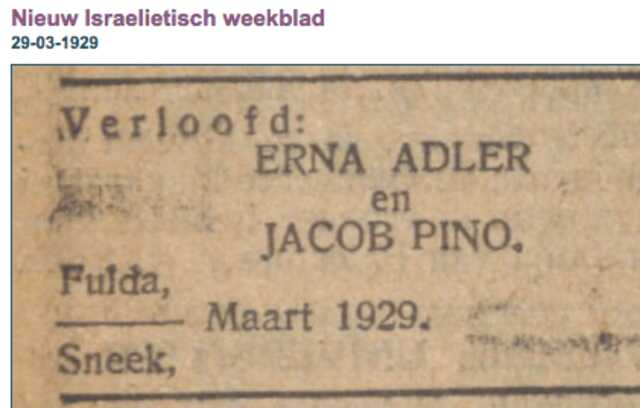 Nieuw Israelietisch weekblad
29-03-1929
Verloofd:
ERNA ADLER
en
JACOB PINO.
Fulda,
Maart 1929.
Sneek,